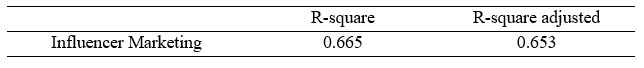 R-square R-square adjusted
Influencer Marketing 0.665 0.653